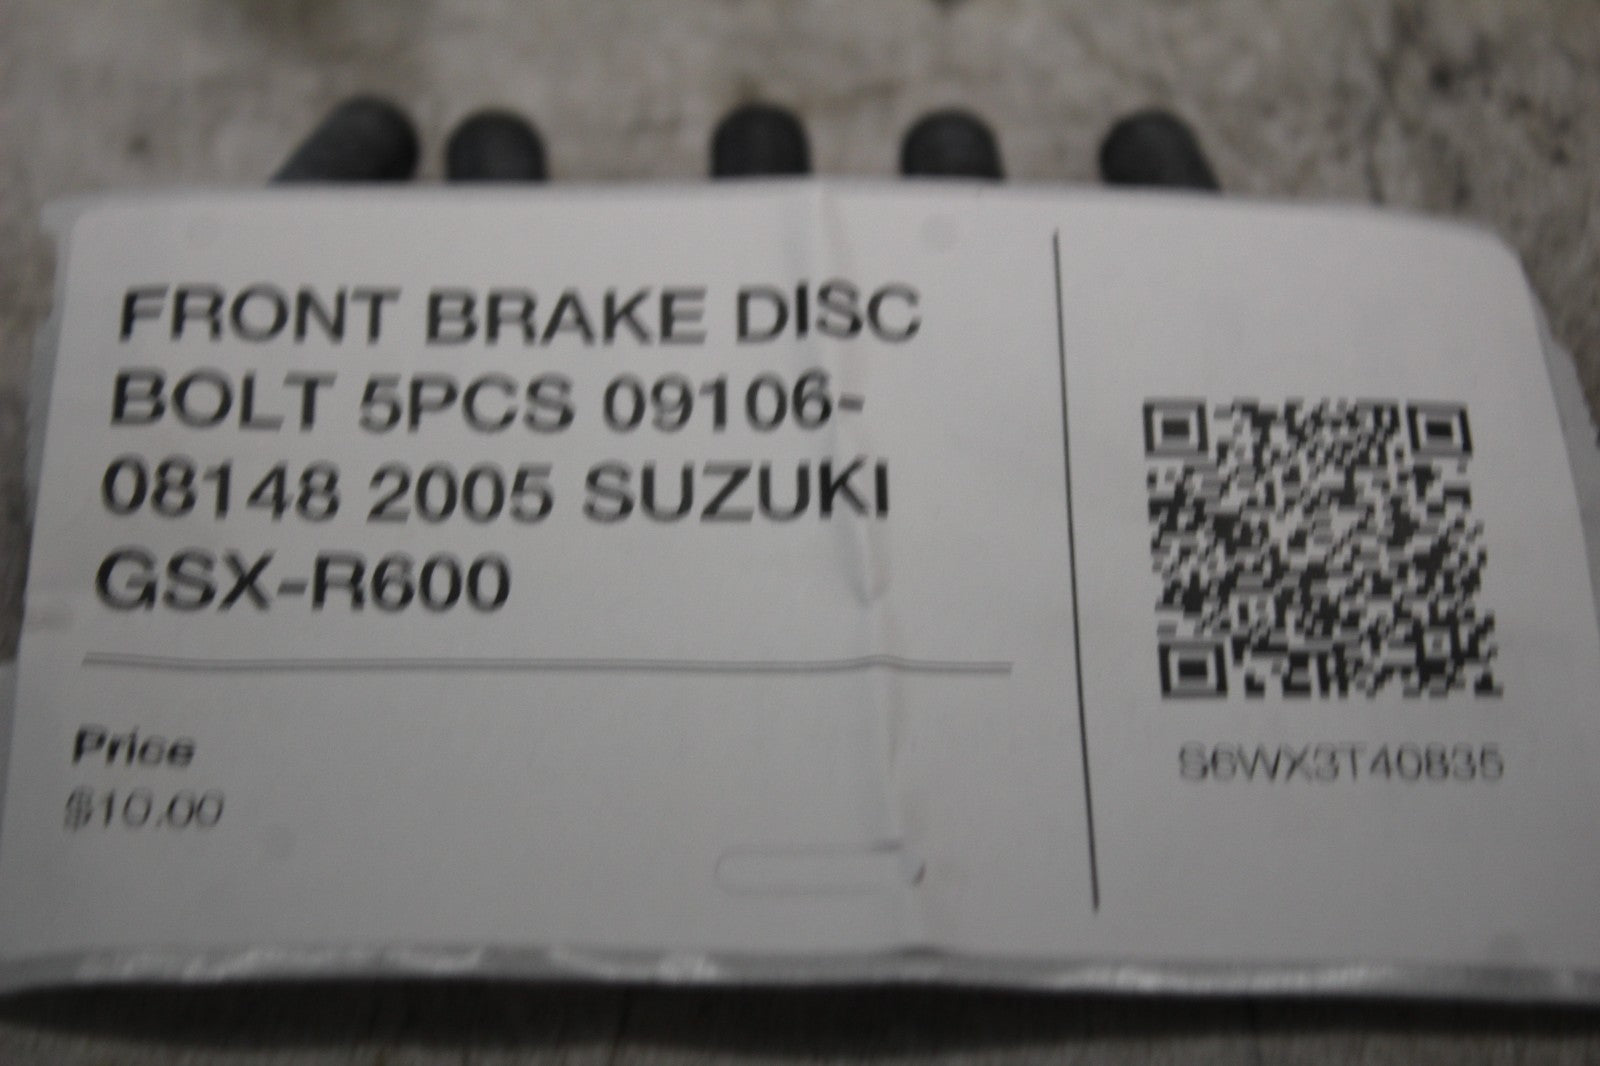 FRONT BRAKE DISC
BOLT 5PCS 09106-
08148 2005 SUZUKI
GSX-R600
Price
$10.00
S6WX3T40835